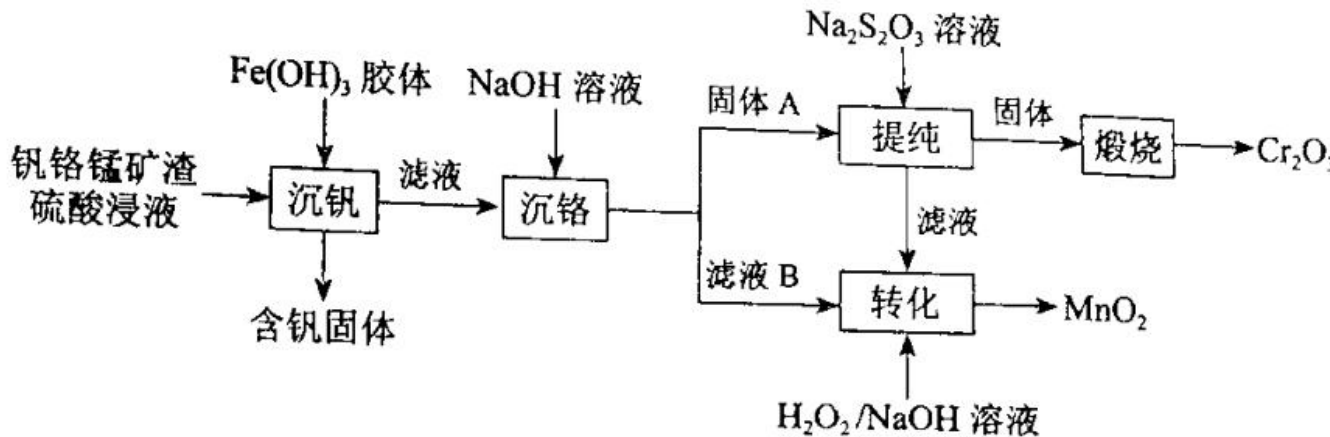 Na₂S₂O₃ 溶液
Fe(OH)₃ 胶体
NaOH 溶液
固体 A
提纯
固体
煅烧
Cr₂O₃
钒铬锰矿渣
硫酸浸液
沉钒
滤液
沉铬
滤液
滤液 B
转化
MnO₂
含钒固体
H₂O₂/NaOH 溶液